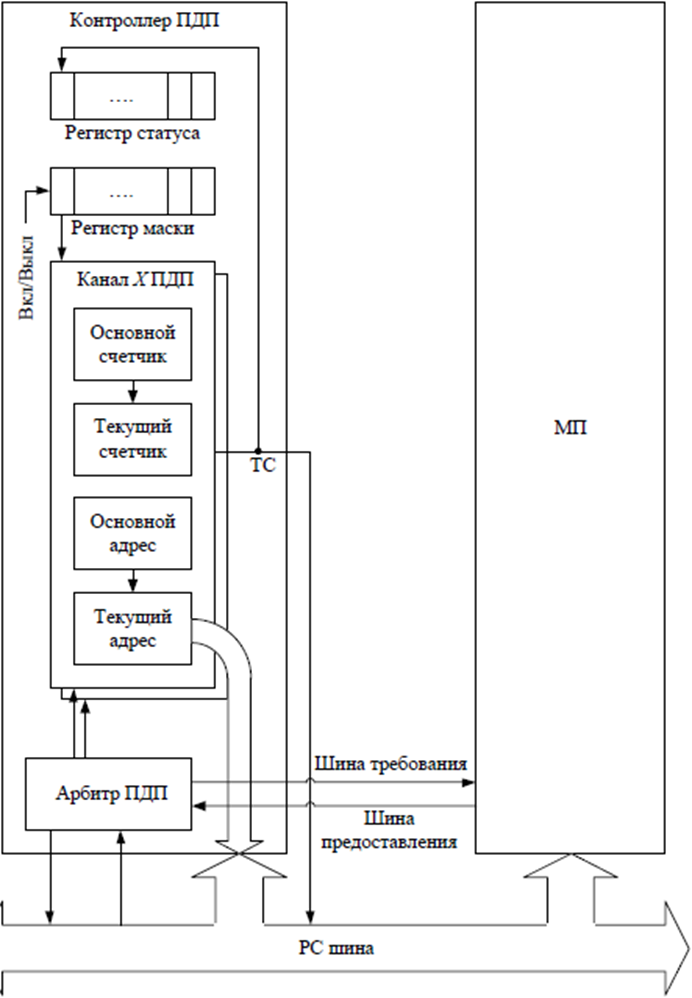 Контроллер ПДП
....
Регистр статуса
....
Регистр маски
Вкл/Выкл
Канал X ПДП
Основной
счетчик
Текущий
счетчик
МП
TC
Основной
адрес
Текущий
адрес
Шина требования
Арбитр ПДП
Шина
предоставления
PC шина